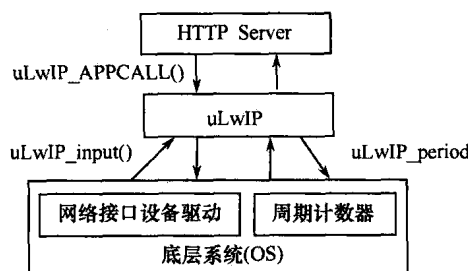 HTTP Server
uLwIP_APPCALL()
uLwIP
uLwIP_input()
uLwIP_period
网络接口设备驱动
周期计数器
底层系统(OS)